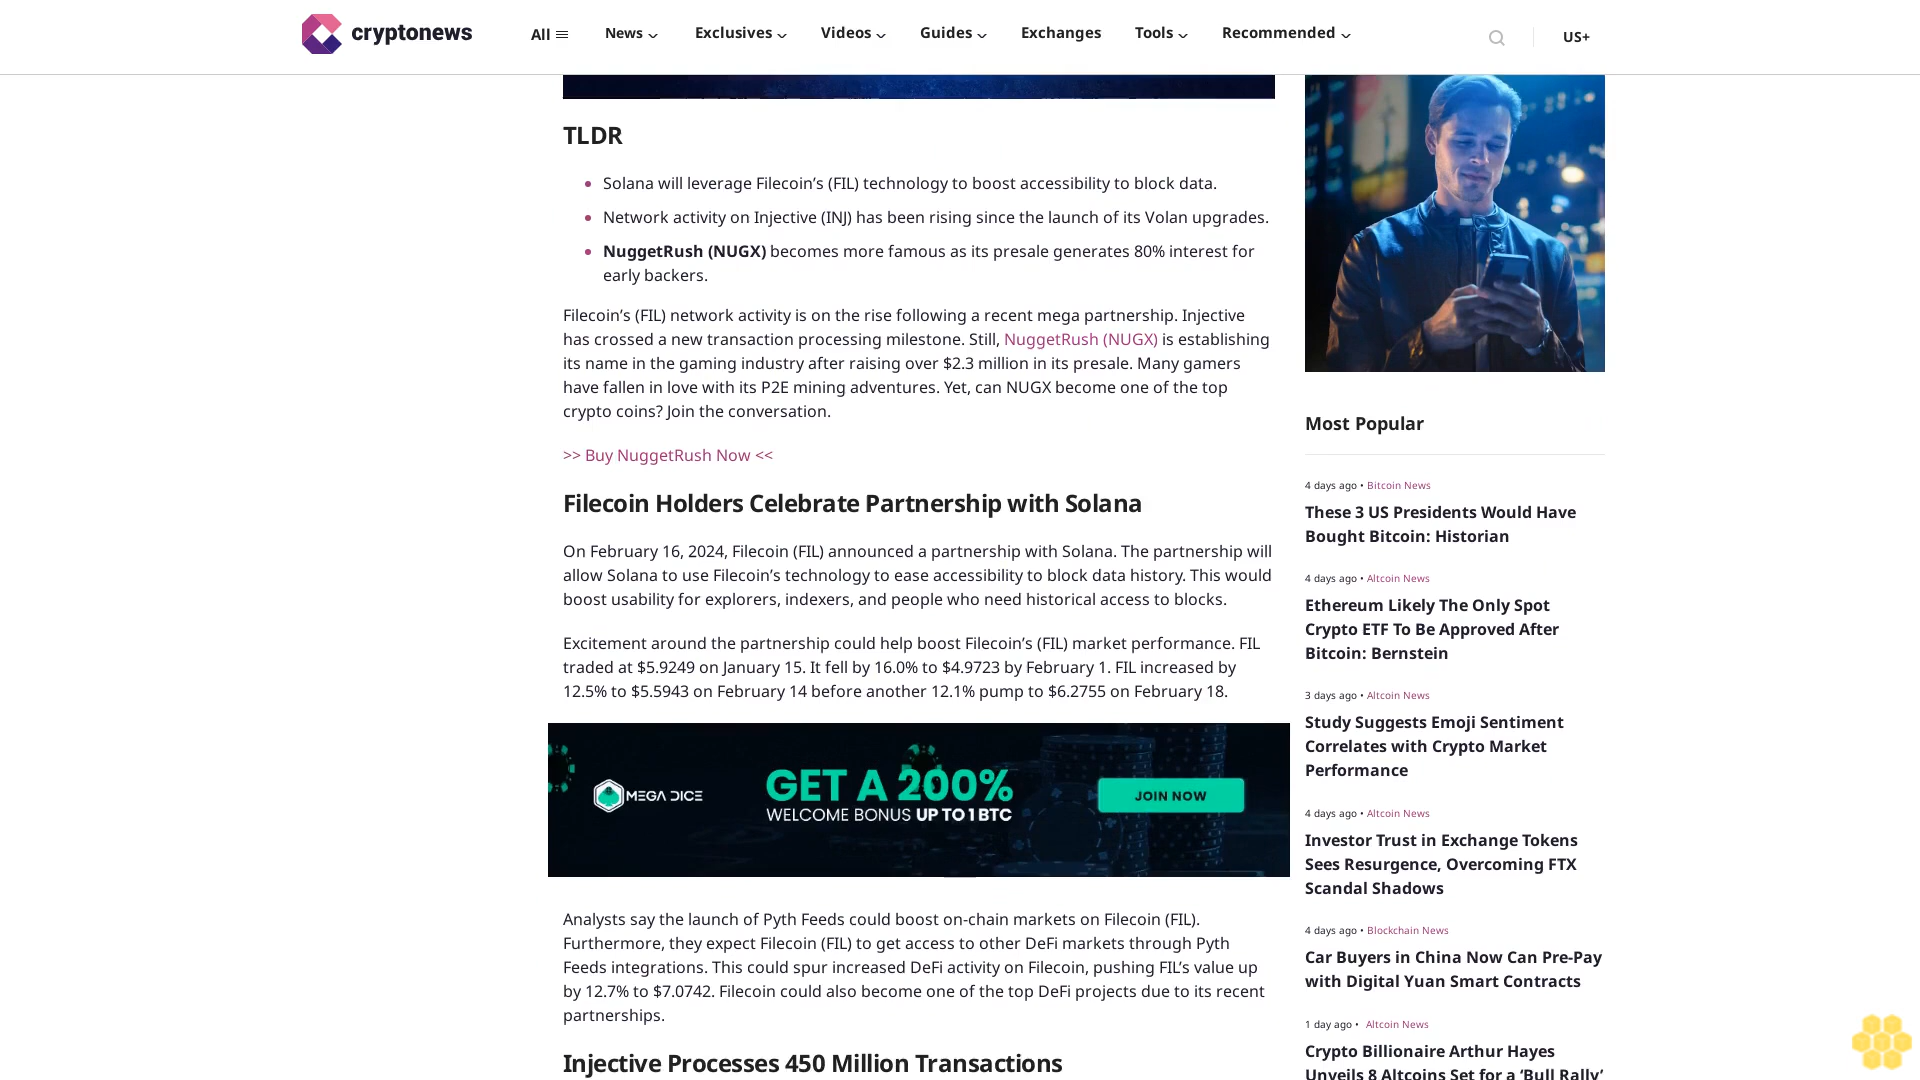 cryptonews
All
News
Exclusives
Videos
Guides
Exchanges
Tools
Recommended
US+
TLDR
Solana will leverage Filecoin’s (FIL) technology to boost accessibility to block data.
Network activity on Injective (INJ) has been rising since the launch of its Volan upgrades.
NuggetRush (NUGX) becomes more famous as its presale generates 80% interest for
early backers.
Filecoin’s (FIL) network activity is on the rise following a recent mega partnership. Injective
has crossed a new transaction processing milestone. Still, NuggetRush (NUGX) is establishing
its name in the gaming industry after raising over $2.3 million in its presale. Many gamers
have fallen in love with its P2E mining adventures. Yet, can NUGX become one of the top
crypto coins? Join the conversation.
>> Buy NuggetRush Now <<
Filecoin Holders Celebrate Partnership with Solana
On February 16, 2024, Filecoin (FIL) announced a partnership with Solana. The partnership will
allow Solana to use Filecoin’s technology to ease accessibility to block data history. This would
boost usability for explorers, indexers, and people who need historical access to blocks.
Excitement around the partnership could help boost Filecoin’s (FIL) market performance. FIL
traded at $5.9249 on January 15. It fell by 16.0% to $4.9723 by February 1. FIL increased by
12.5% to $5.5943 on February 14 before another 12.1% pump to $6.2755 on February 18.
MEGA DICE
GET A 200%
WELCOME BONUS UP TO 1 BTC
JOIN NOW
Analysts say the launch of Pyth Feeds could boost on-chain markets on Filecoin (FIL).
Furthermore, they expect Filecoin (FIL) to get access to other DeFi markets through Pyth
Feeds integrations. This could spur increased DeFi activity on Filecoin, pushing FIL’s value up
by 12.7% to $7.0742. Filecoin could also become one of the top DeFi projects due to its recent
partnerships.
Injective Processes 450 Million Transactions
Most Popular
4 days ago • Bitcoin News
These 3 US Presidents Would Have
Bought Bitcoin: Historian
4 days ago • Altcoin News
Ethereum Likely The Only Spot
Crypto ETF To Be Approved After
Bitcoin: Bernstein
3 days ago • Altcoin News
Study Suggests Emoji Sentiment
Correlates with Crypto Market
Performance
4 days ago • Altcoin News
Investor Trust in Exchange Tokens
Sees Resurgence, Overcoming FTX
Scandal Shadows
4 days ago • Blockchain News
Car Buyers in China Now Can Pre-Pay
with Digital Yuan Smart Contracts
1 day ago • Altcoin News
Crypto Billionaire Arthur Hayes
Unveils 8 Altcoins Set for a ‘Bull Rally’